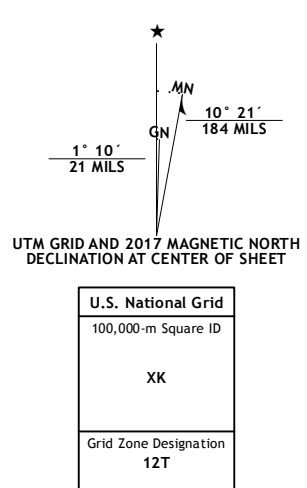 ★
MN
10° 21´
184 MILS
GN
1° 10´
21 MILS
UTM GRID AND 2017 MAGNETIC NORTH
DECLINATION AT CENTER OF SHEET
U.S. National Grid
100,000-m Square ID
XK
Grid Zone Designation
12T